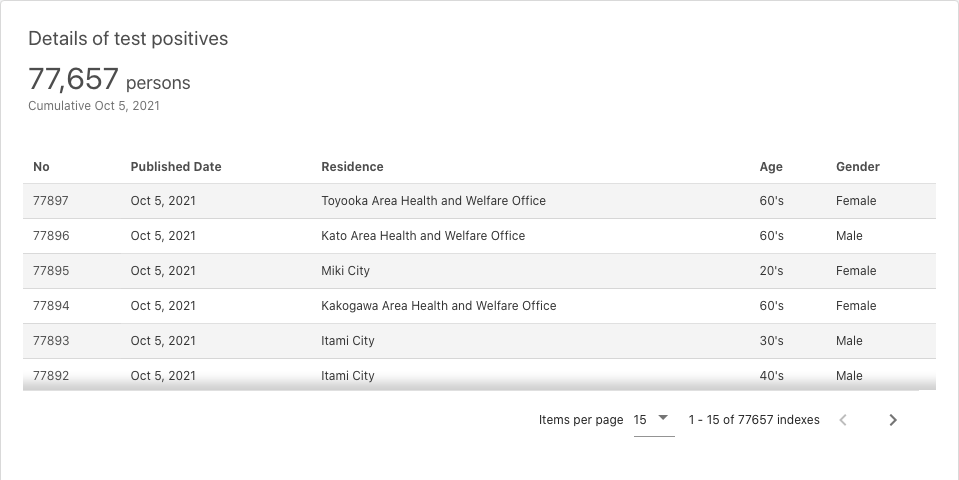 Details of test positives
77,657 persons
Cumulative Oct 5, 2021
No Published Date Residence Age Gender
77897 Oct 5, 2021 Toyooka Area Health and Welfare Office 60's Female
77896 Oct 5, 2021 Kato Area Health and Welfare Office 60's Male
77895 Oct 5, 2021 Miki City 20's Female
77894 Oct 5, 2021 Kakogawa Area Health and Welfare Office 60's Female
77893 Oct 5, 2021 Itami City 30's Male
77892 Oct 5, 2021 Itami City 40's Male
Items per page 15 1 - 15 of 77657 indexes